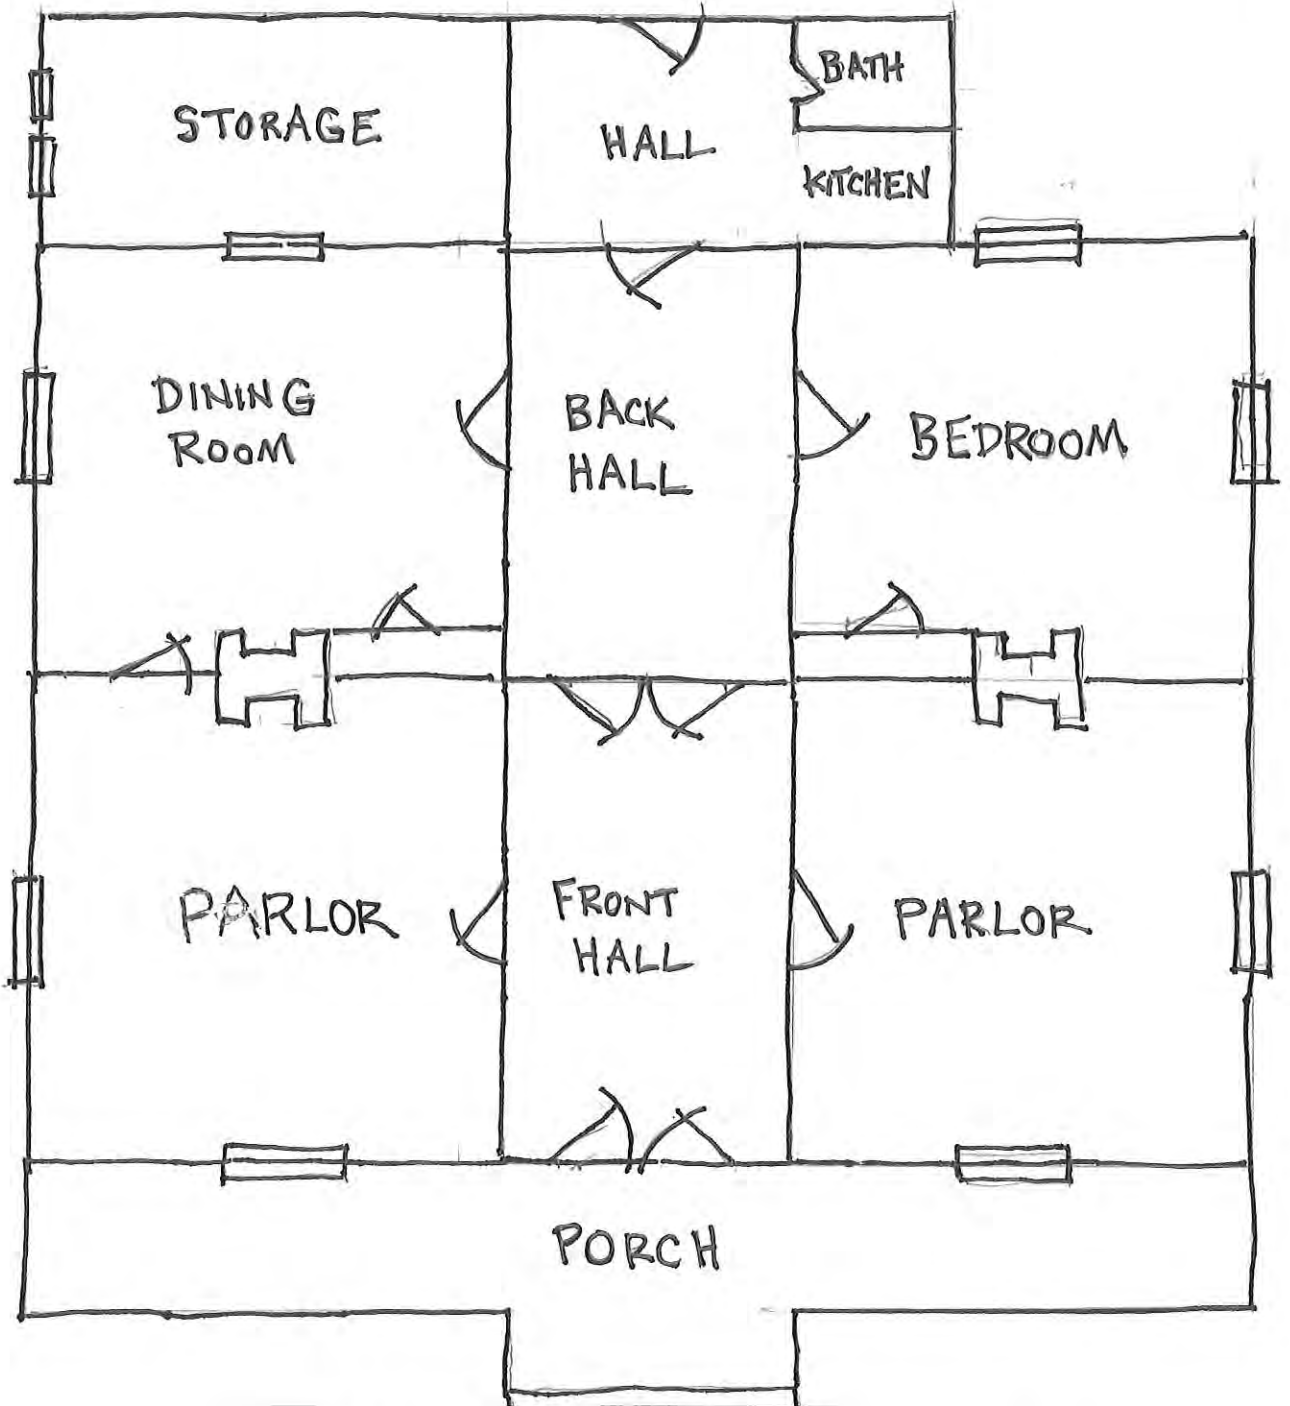 BATH
STORAGE
HALL
KITCHEN
DINING
ROOM
BACK
HALL
BEDROOM
PARLOR
FRONT
HALL
PARLOR
PORCH